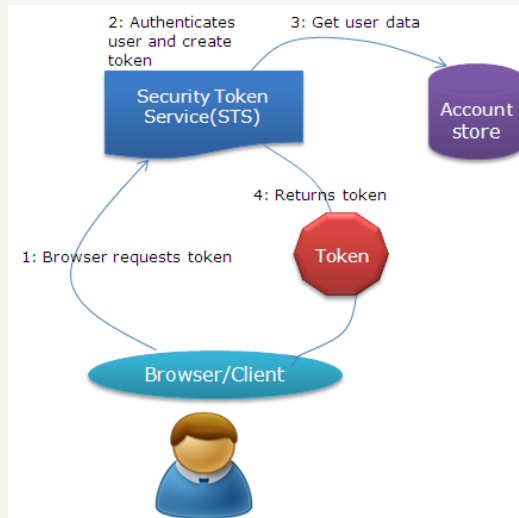 2: Authenticates
user and create
token
3: Get user data
Security Token
Service(STS)
Account
store
4: Returns token
1: Browser requests token
Token
Browser/Client